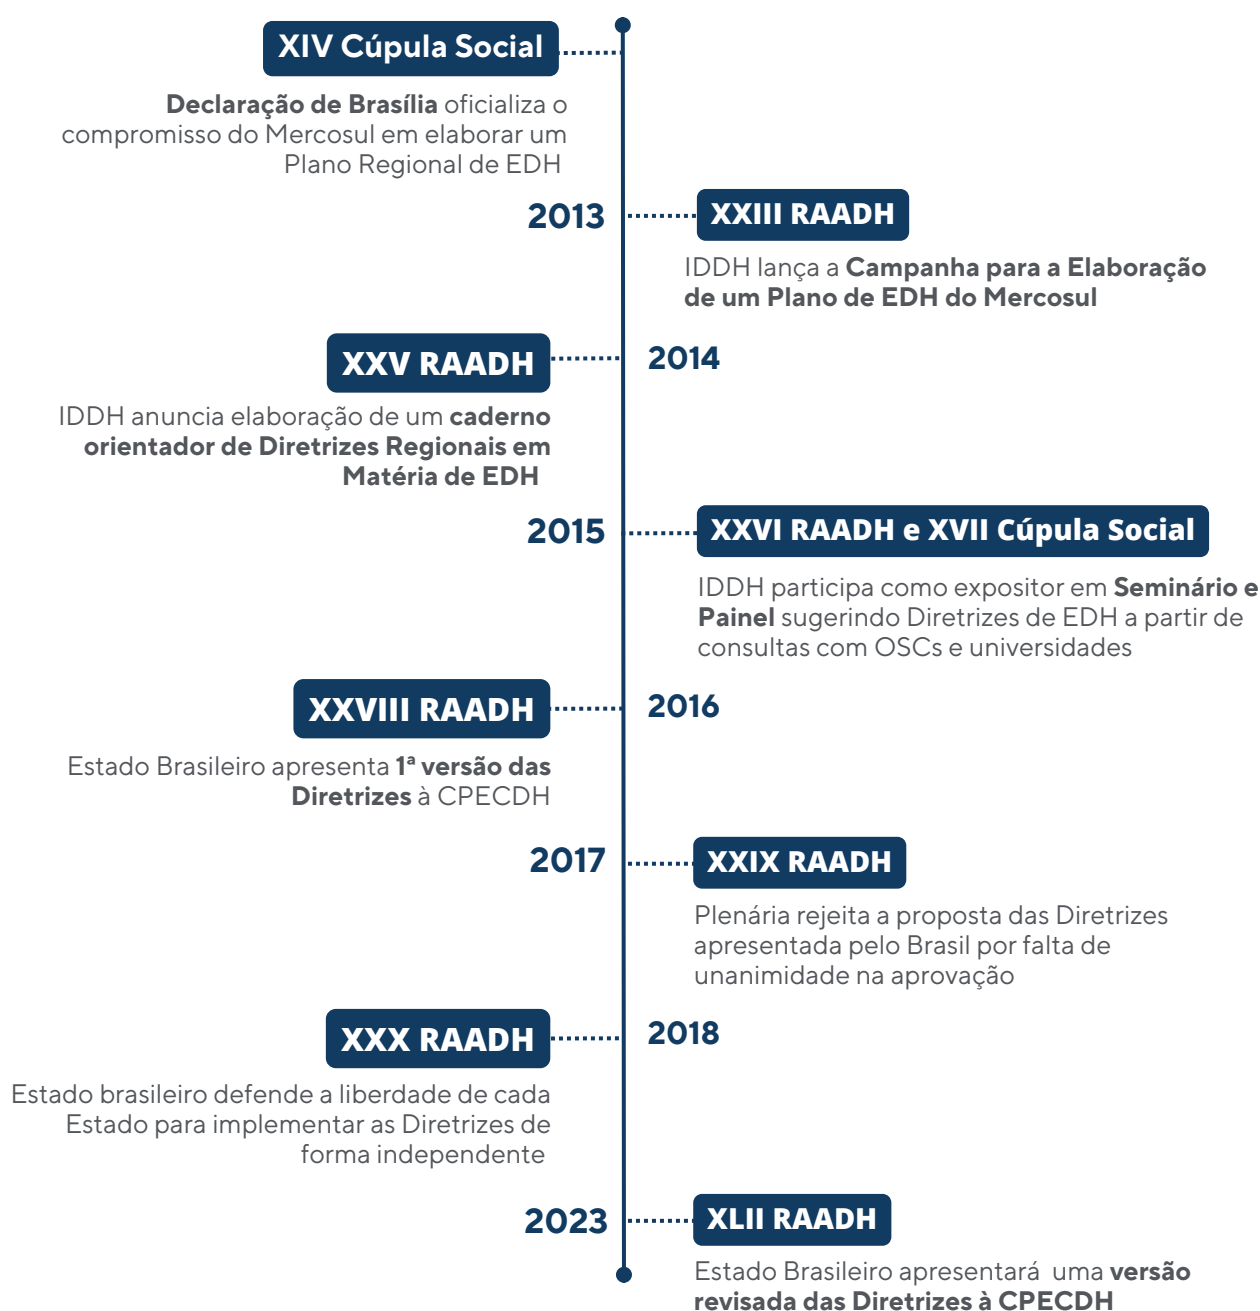 XIV Cúpula Social
Declaração de Brasília oficializa o
compromisso do Mercosul em elaborar um
Plano Regional de EDH
2013
XXIII RAADH
IDDH lança a Campanha para a Elaboração
de um Plano de EDH do Mercosul
XXV RAADH
2014
IDDH anuncia elaboração de um caderno
orientador de Diretrizes Regionais em
Matéria de EDH
2015
XXVI RAADH e XVII Cúpula Social
IDDH participa como expositor em Seminário e
Painel sugerindo Diretrizes de EDH a partir de
consultas com OSCs e universidades
XXVIII RAADH
2016
Estado Brasileiro apresenta 1ª versão das
Diretrizes à CPECDH
2017
XXIX RAADH
Plenária rejeita a proposta das Diretrizes
apresentada pelo Brasil por falta de
unanimidade na aprovação
XXX RAADH
2018
Estado brasileiro defende a liberdade de cada
Estado para implementar as Diretrizes de
forma independente
2023
XLII RAADH
Estado Brasileiro apresentará uma versão
revisada das Diretrizes à CPECDH